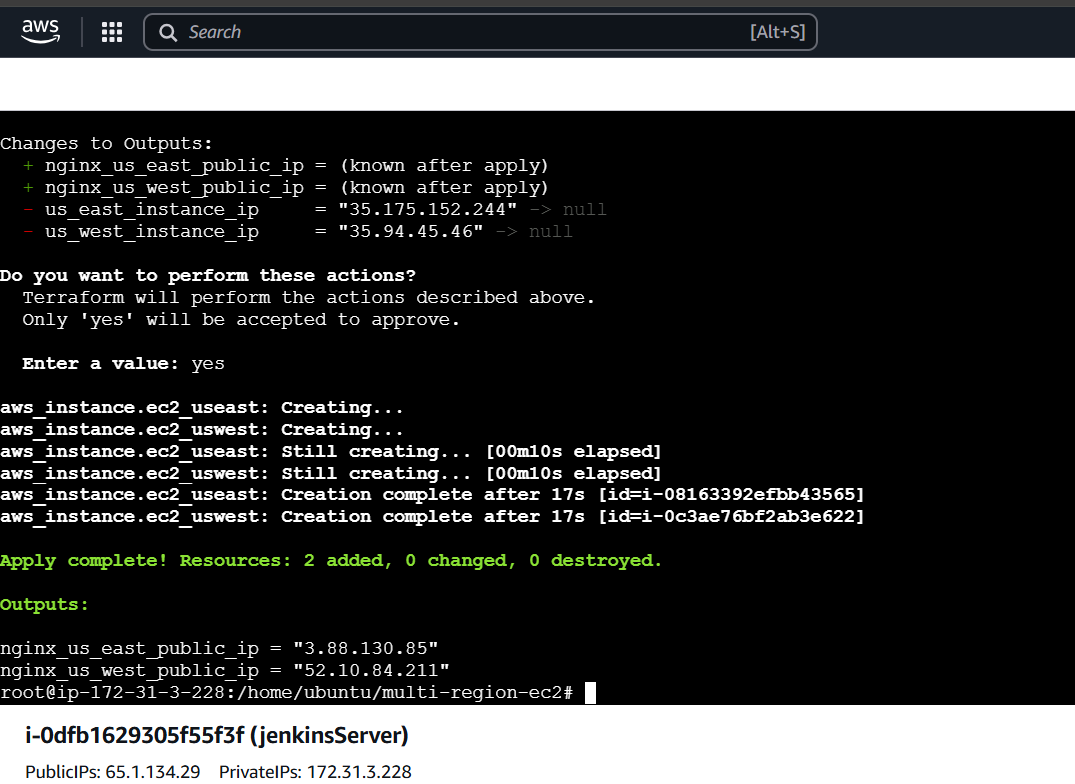 aws
Search [Alt+S]
Changes to Outputs:
  + nginx_us_east_public_ip = (known after apply)
  + nginx_us_west_public_ip = (known after apply)
  - us_east_instance_ip     = "35.175.152.244" -> null
  - us_west_instance_ip     = "35.94.45.46" -> null
Do you want to perform these actions?
  Terraform will perform the actions described above.
  Only 'yes' will be accepted to approve.
  Enter a value: yes
aws_instance.ec2_useast: Creating...
aws_instance.ec2_uswest: Creating...
aws_instance.ec2_useast: Still creating... [00m10s elapsed]
aws_instance.ec2_uswest: Still creating... [00m10s elapsed]
aws_instance.ec2_useast: Creation complete after 17s [id=i-08163392efbb43565]
aws_instance.ec2_uswest: Creation complete after 17s [id=i-0c3ae76bf2ab3e622]
Apply complete! Resources: 2 added, 0 changed, 0 destroyed.
Outputs:
nginx_us_east_public_ip = "3.88.130.85"
nginx_us_west_public_ip = "52.10.84.211"
root@ip-172-31-3-228:/home/ubuntu/multi-region-ec2#
i-0dfb1629305f55f3f (jenkinsServer)
PublicIPs: 65.1.134.29 PrivateIPs: 172.31.3.228